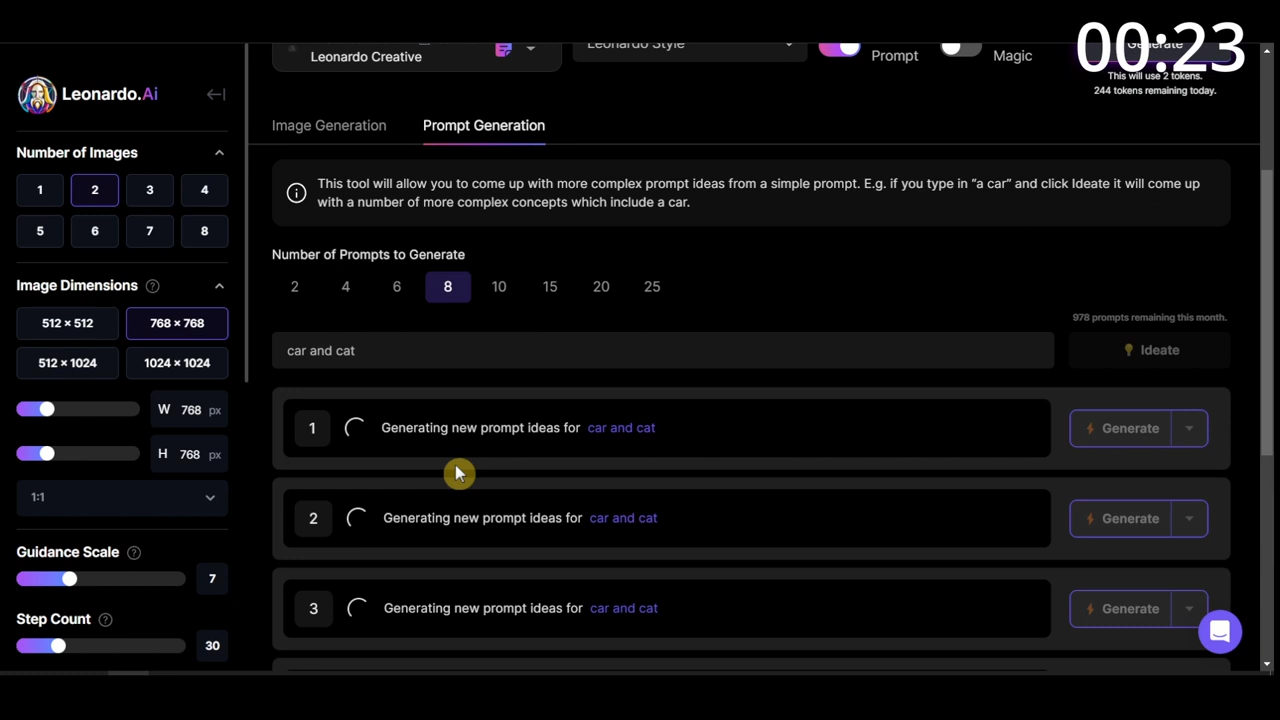 00:23
Leonardo Style
Leonardo Creative
Prompt
Magic
Generate
This will use 2 tokens.
244 tokens remaining today.
Leonardo.Ai
Image Generation
Prompt Generation
Number of Images
1 2 3 4
5 6 7 8
This tool will allow you to come up with more complex prompt ideas from a simple prompt. E.g. if you type in “a car” and click Ideate it will come up
with a number of more complex concepts which include a car.
Number of Prompts to Generate
2 4 6 8 10 15 20 25
Image Dimensions ?
512 × 512 768 × 768
512 × 1024 1024 × 1024
W 768 px
H 768 px
1:1
978 prompts remaining this month.
car and cat
Ideate
1 Generating new prompt ideas for car and cat Generate
2 Generating new prompt ideas for car and cat Generate
3 Generating new prompt ideas for car and cat Generate
Guidance Scale ?
7
Step Count ?
30